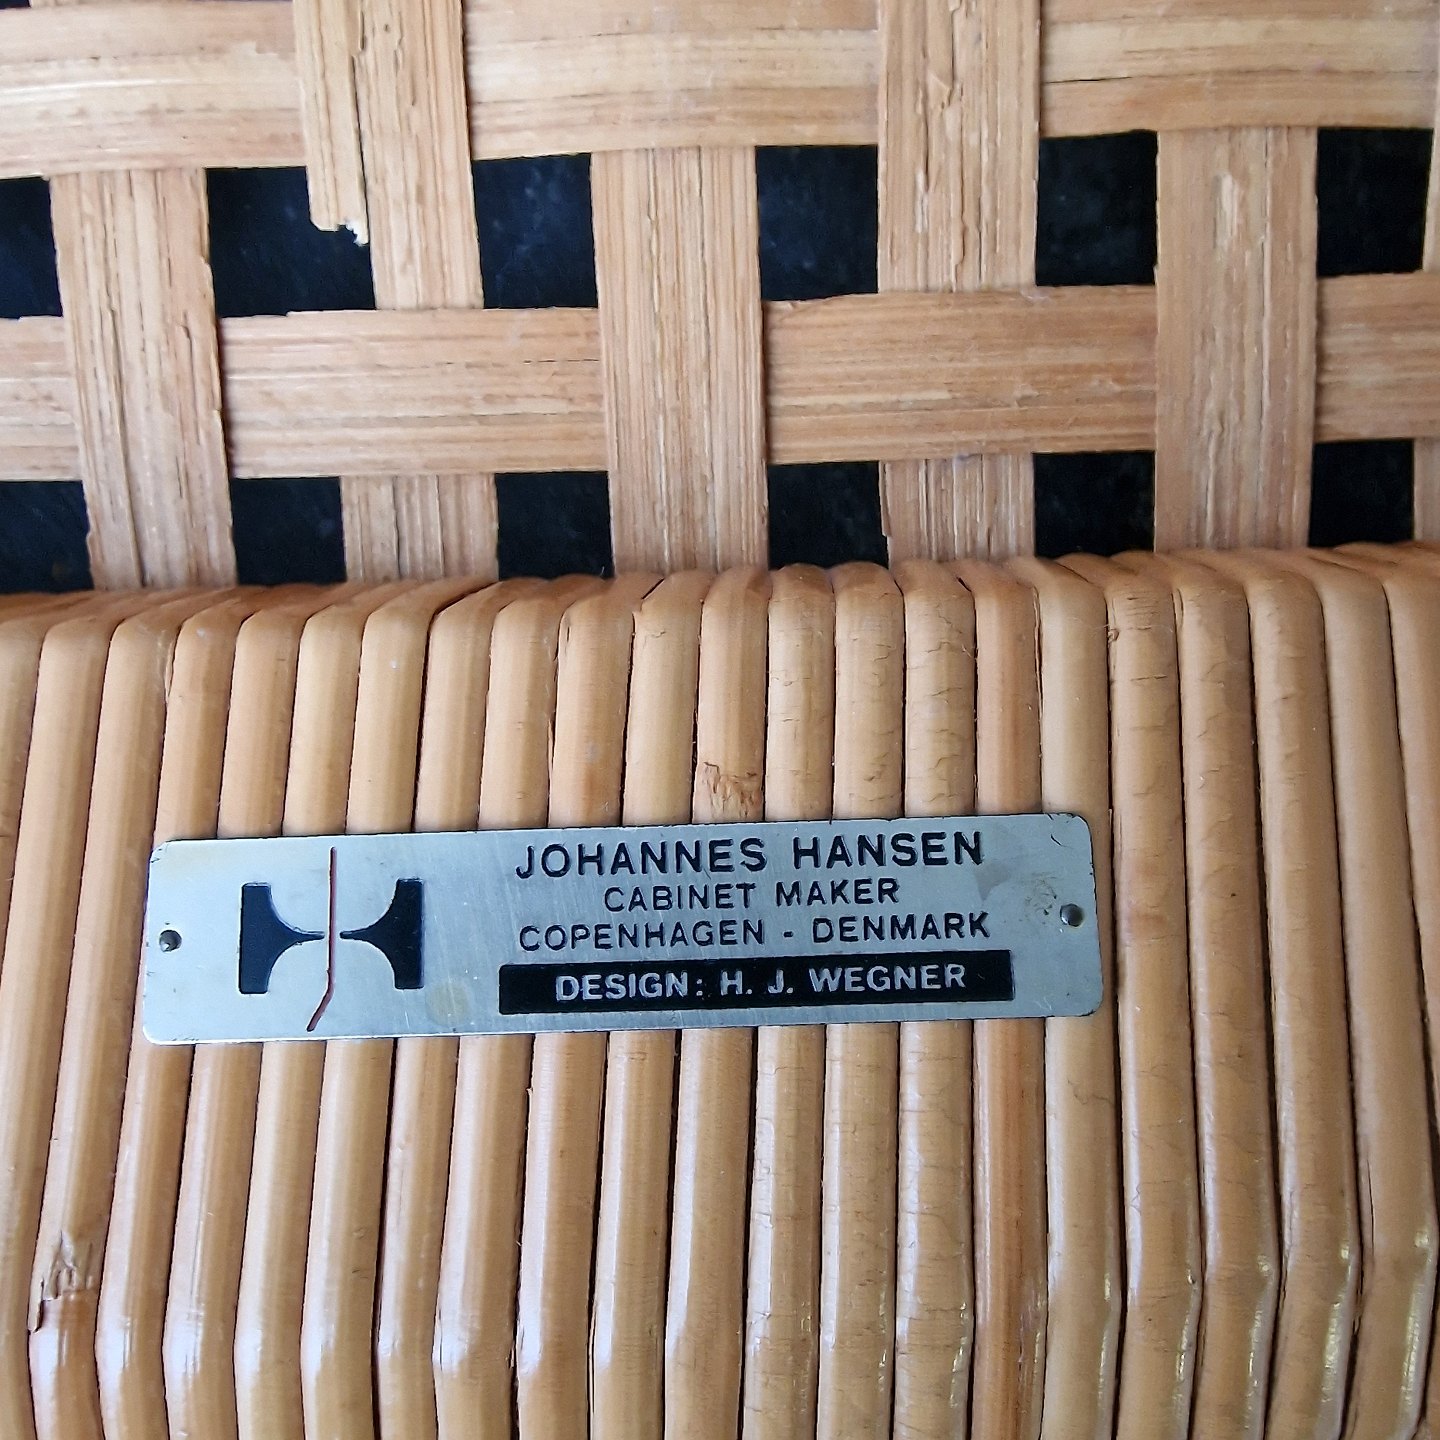 JOHANNES HANSEN
CABINET MAKER
COPENHAGEN - DENMARK
DESIGN: H. J. WEGNER